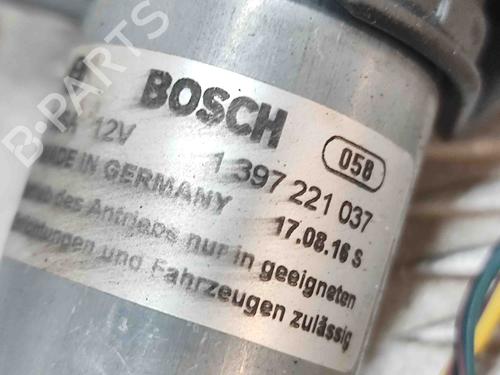 B-PARTS
BOSCH
12V
058
1 397 221 037
MADE IN GERMANY
17.08.16 S
des Antriebs nur in geeigneten
und Fahrzeugen zulässig